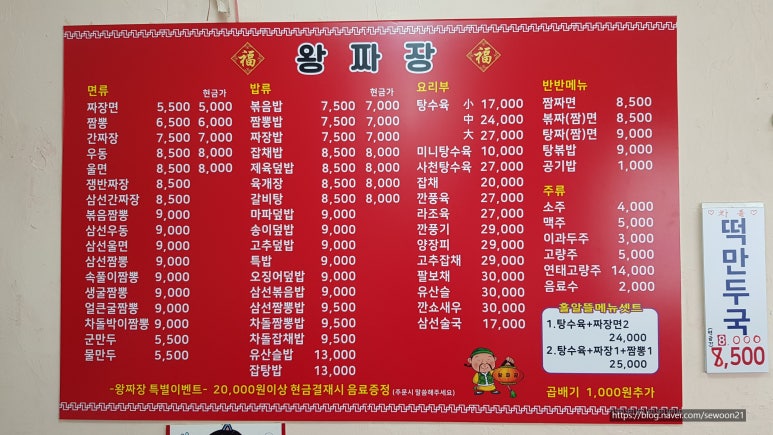 福 왕 짜 장 福
면류 현금가
짜장면 5,500 5,000
짬뽕 6,500 6,000
간짜장 7,500 7,000
우동 8,500 8,000
울면 8,500 8,000
쟁반짜장 8,500
삼선간짜장 8,500
볶음짬뽕 9,000
삼선우동 9,000
삼선울면 9,000
삼선짬뽕 9,000
속풀이짬뽕 9,000
생굴짬뽕 9,000
얼큰굴짬뽕 9,000
차돌박이짬뽕 9,000
군만두 5,500
물만두 5,500
밥류 현금가
볶음밥 7,500 7,000
짬뽕밥 7,500 7,000
짜장밥 7,500 7,000
잡채밥 8,500 8,000
제육덮밥 8,500 8,000
육개장 8,500 8,000
갈비탕 8,500 8,000
마파덮밥 9,000
송이덮밥 9,000
고추덮밥 9,000
특밥 9,000
오징어덮밥 9,000
삼선볶음밥 9,000
삼선짬뽕밥 9,500
차돌짬뽕밥 9,500
차돌잡채밥 9,500
유산슬밥 13,000
잡탕밥 13,000
요리부
탕수육 小 17,000
中 24,000
大 27,000
미니탕수육 10,000
사천탕수육 27,000
잡채 20,000
깐풍육 27,000
라조육 27,000
깐풍기 29,000
양장피 29,000
고추잡채 29,000
팔보채 30,000
유산슬 30,000
깐쇼새우 30,000
삼선술국 17,000
반반메뉴
짬짜면 8,500
볶짜(짬)면 8,500
탕짜(짬)면 9,000
탕볶밥 9,000
공기밥 1,000
주류
소주 4,000
맥주 5,000
이과두주 3,000
고량주 5,000
연태고량주 14,000
음료수 2,000
홀알뜰메뉴셋트
1.탕수육+짜장면2
24,000
2.탕수육+짜장1+짬뽕1
25,000
곱배기 1,000원추가
-왕짜장 특별이벤트- 20,000원이상 현금결재시 음료증정 (주문시 말씀해주세요)
떡만두국
8,000
8,500
https://blog.naver.com/sewoon21